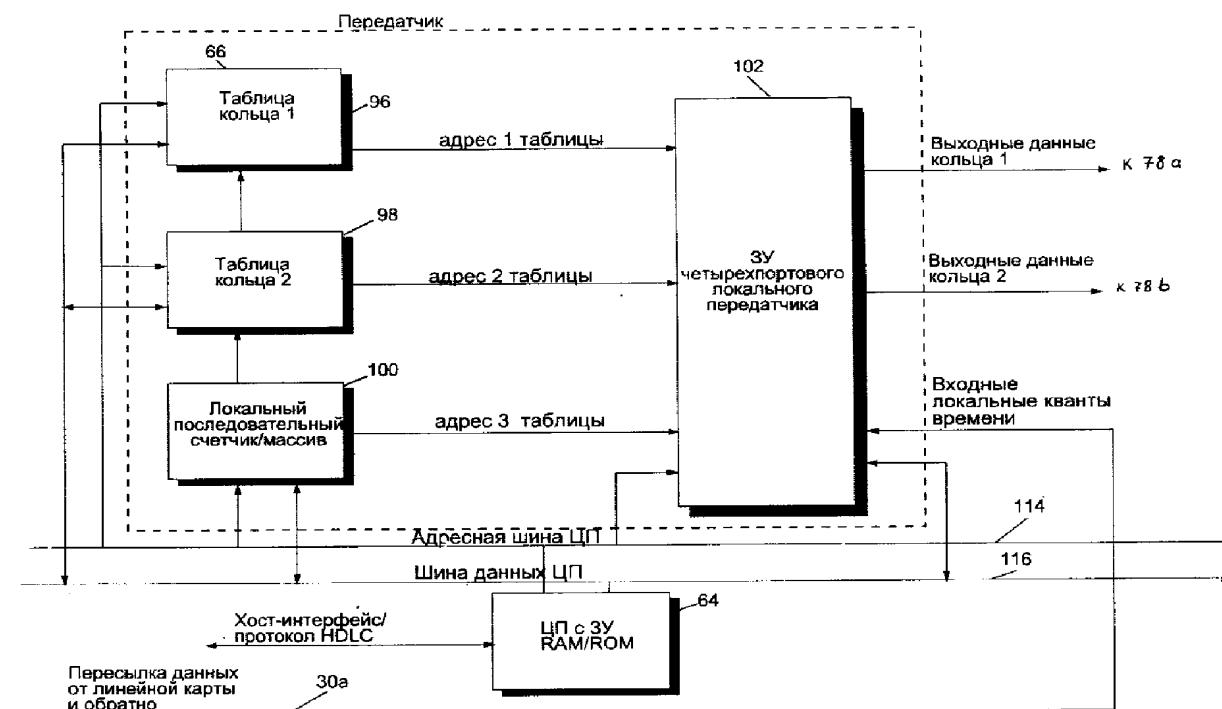 Передатчик
66
Таблица
кольца 1
96
адрес 1 таблицы
102
Выходные данные
кольца 1
к 78a
98
Таблица
кольца 2
адрес 2 таблицы
ЗУ
четырехпортового
локального
передатчика
Выходные данные
кольца 2
к 78b
100
Локальный
последовательный
счетчик/массив
адрес 3 таблицы
Входные
локальные кванты
времени
Адресная шина ЦП
114
Шина данных ЦП
116
Хост-интерфейс/
протокол HDLC
ЦП с ЗУ
RAM/ROM
64
Пересылка данных
от линейной карты
и обратно
30a